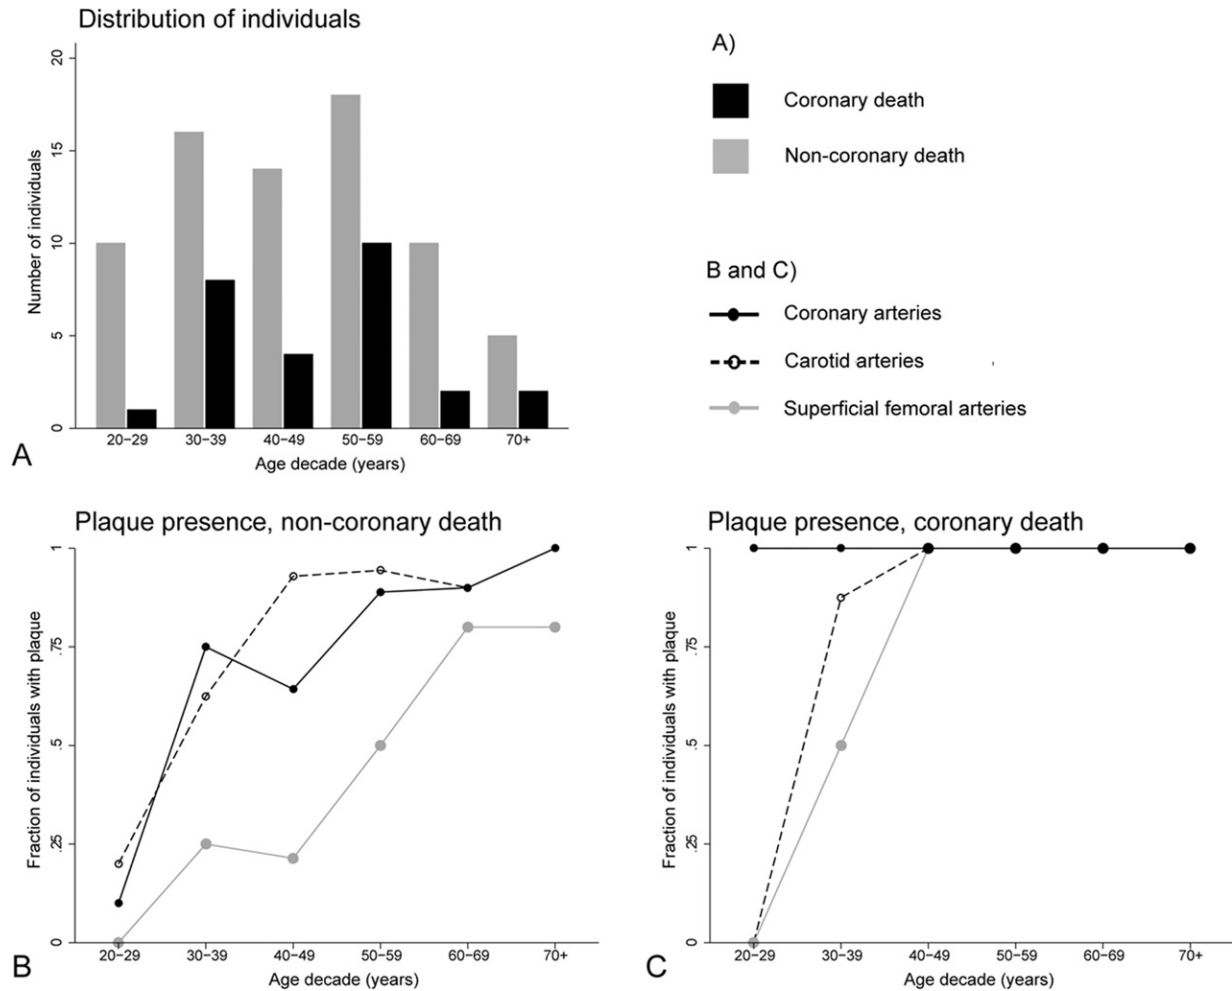 Distribution of individuals
Number of individuals
20
15
10
5
0
20–29 30–39 40–49 50–59 60–69 70+
Age decade (years)
A
A)
Coronary death
Non-coronary death
B and C)
Coronary arteries
Carotid arteries
Superficial femoral arteries
Plaque presence, non-coronary death
Fraction of individuals with plaque
1
.75
.5
.25
0
20–29 30–39 40–49 50–59 60–69 70+
Age decade (years)
B
Plaque presence, coronary death
Fraction of individuals with plaque
1
.75
.5
.25
0
20–29 30–39 40–49 50–59 60–69 70+
Age decade (years)
C